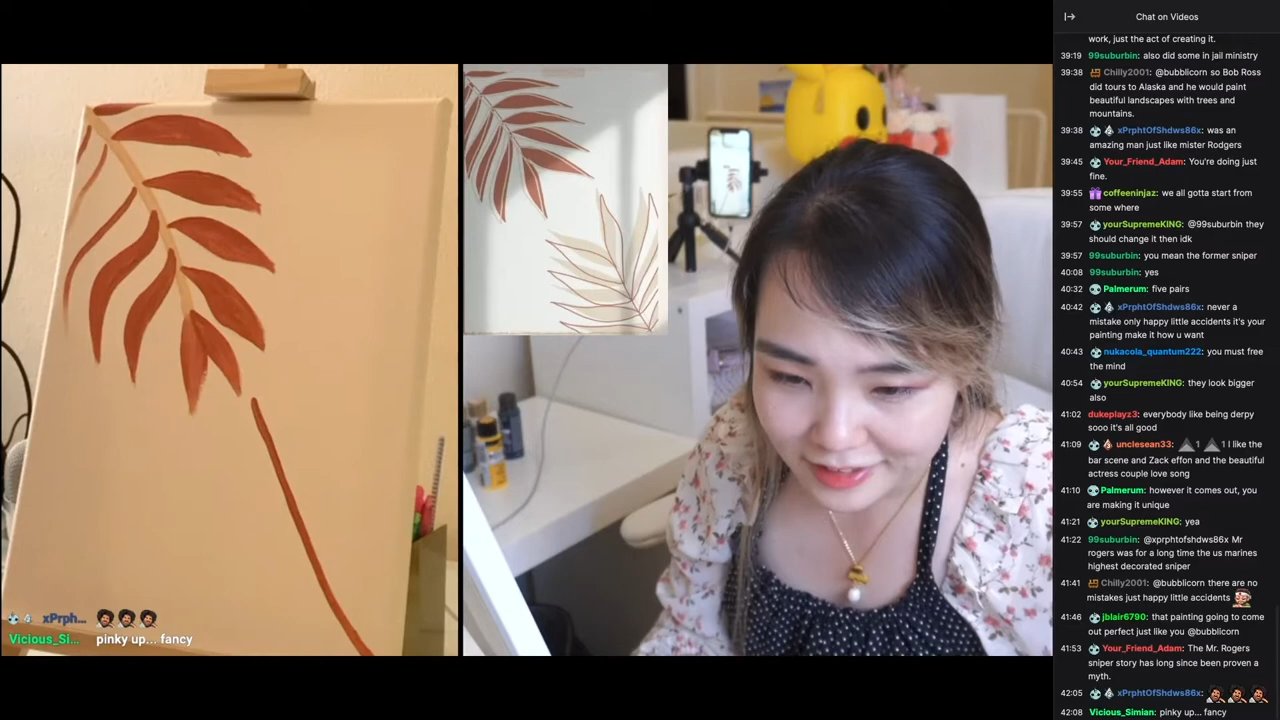 Chat on Videos
work, just the act of creating it.
39:19 99suburbin: also did some in jail ministry
39:38 Chilly2001: @bubblicorn so Bob Ross
did tours to Alaska and he would paint
beautiful landscapes with trees and
mountains.
39:38 xPrphtOfShdws86x: was an
amazing man just like mister Rodgers
39:45 Your_Friend_Adam: You're doing just
fine.
39:55 coffeeninjaz: we all gotta start from
some where
39:57 yourSupremeKING: @99suburbin they
should change it then idk
39:57 99suburbin: you mean the former sniper
40:08 99suburbin: yes
40:32 Palmerum: five pairs
40:42 xPrphtOfShdws86x: never a
mistake only happy little accidents it's your
painting make it how u want
40:43 nukacola_quantum222: you must free
the mind
40:54 yourSupremeKING: they look bigger
also
41:02 dukeplayz3: everybody like being derpy
sooo it's all good
41:09 unclesean33: 1 1 I like the
bar scene and Zack effon and the beautiful
actress couple love song
41:10 Palmerum: however it comes out, you
are making it unique
41:21 yourSupremeKING: yea
41:22 99suburbin: @xprphtofshdws86x Mr
rogers was for a long time the us marines
highest decorated sniper
41:41 Chilly2001: @bubblicorn there are no
mistakes just happy little accidents
41:46 jblair6790: that painting going to come
out perfect just like you @bubblicorn
41:53 Your_Friend_Adam: The Mr. Rogers
sniper story has long since been proven a
myth.
42:05 xPrphtOfShdws86x:
42:08 Vicious_Simian: pinky up... fancy
xPrph...
Vicious_Si... pinky up... fancy